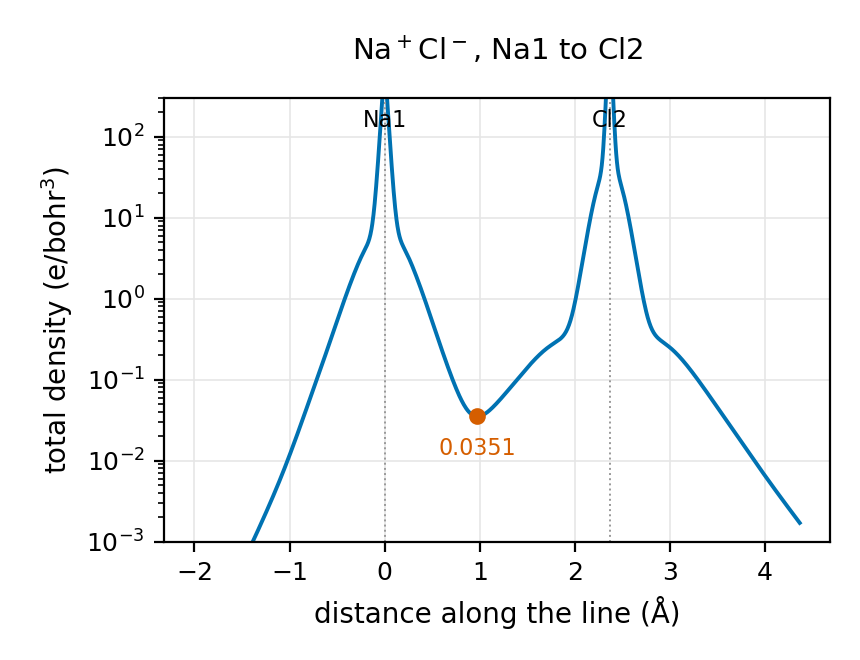 Na⁺Cl⁻, Na1 to Cl2
total density (e/bohr³)
10²
10¹
10⁰
10⁻¹
10⁻²
10⁻³
Na1
Cl2
0.0351
−2 −1 0 1 2 3 4
distance along the line (Å)